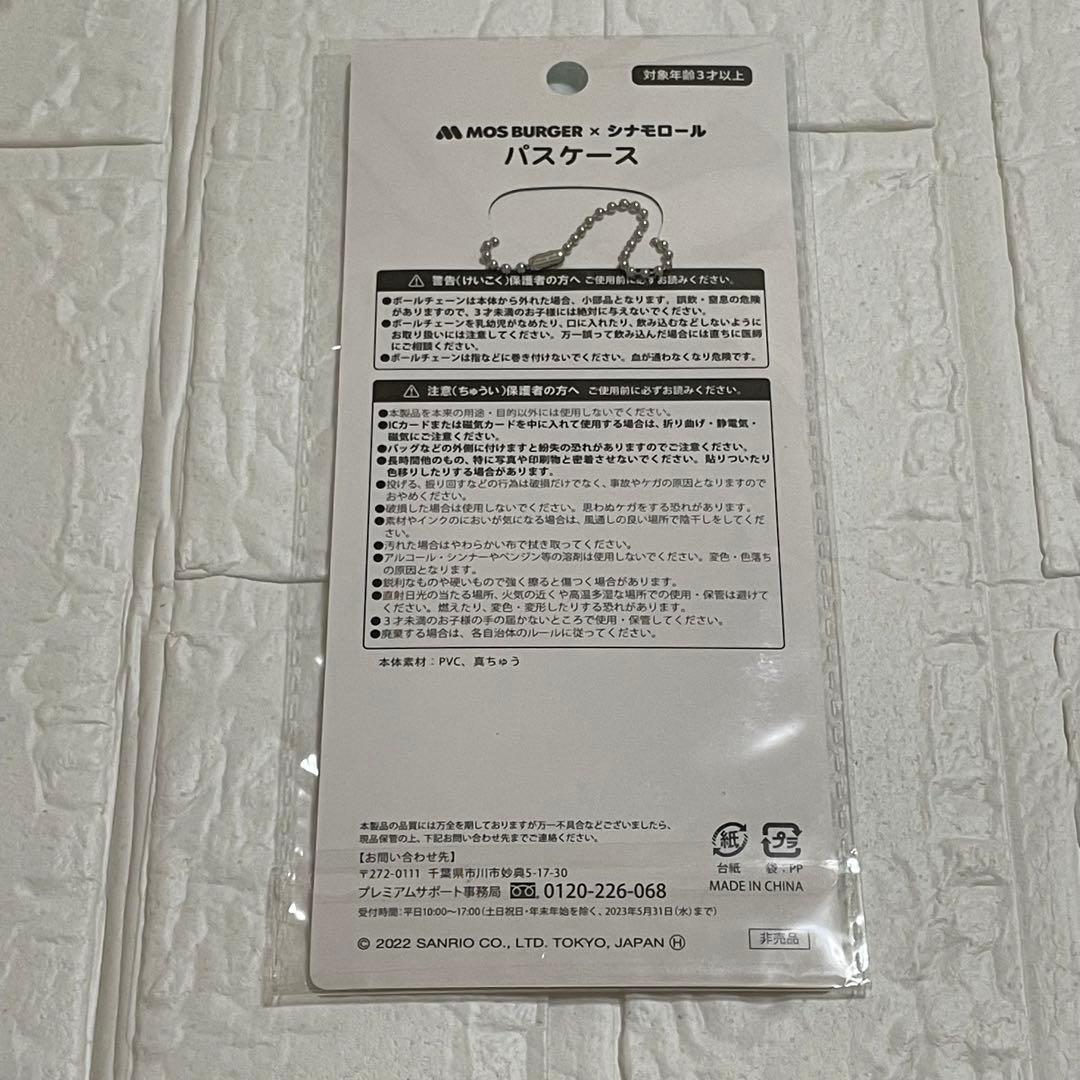 対象年齢3才以上
MOS BURGER × シナモロール
パスケース
警告(けいこく)保護者の方へ ご使用前に必ずお読みください。
●ボールチェーンは本体から外れた場合、小部品となります。誤飲・窒息の危険
がありますので、3才未満のお子様には絶対に与えないでください。
●ボールチェーンを乳幼児がなめたり、口に入れたり、飲み込むなどしないように
お取り扱いには注意してください。万一誤って飲み込んだ場合には直ちに医師
にご相談ください。
●ボールチェーンは指などに巻き付けないでください。血が通わなくなり危険です。
注意(ちゅうい)保護者の方へ ご使用前に必ずお読みください。
●本製品を本来の用途・目的以外には使用しないでください。
●ICカードまたは磁気カードを中に入れて使用する場合は、折り曲げ・静電気・
磁気にご注意ください。
●バッグなどの外側に付けますと紛失の恐れがありますのでご注意ください。
●長時間他のもの、特に写真や印刷物と密着させないでください。貼りついたり
色移りしたりする場合があります。
●投げる、振り回すなどの行為は破損だけでなく、事故やケガの原因となりますので
おやめください。
●破損した場合は使用しないでください。思わぬケガをする恐れがあります。
●素材やインクのにおいが気になる場合は、風通しの良い場所で陰干しをしてくだ
さい。
●汚れた場合はやわらかい布で拭き取ってください。
●アルコール・シンナーやベンジン等の溶剤は使用しないでください。変色・色落ち
の原因となります。
●鋭利なものや硬いもので強く擦ると傷つく場合があります。
●直射日光の当たる場所、火気の近くや高温多湿な場所での使用・保管は避けて
ください。燃えたり、変色・変形したりする恐れがあります。
●3才未満のお子様の手の届かないところで使用・保管してください。
●廃棄する場合は、各自治体のルールに従ってください。
本体素材:PVC、真ちゅう
本製品の品質には万全を期しておりますが万一不具合などございましたら、
現品保管の上、下記お問い合わせ先までご連絡ください。
【お問い合わせ先】
〒272-0111 千葉県市川市妙典5-17-30
プレミアムサポート事務局 0120-226-068
受付時間:平日10:00~17:00(土日祝日・年末年始を除く、2023年5月31日(水)まで)
© 2022 SANRIO CO., LTD. TOKYO, JAPAN Ⓗ
紙
台紙
プラ
袋:PP
MADE IN CHINA
非売品